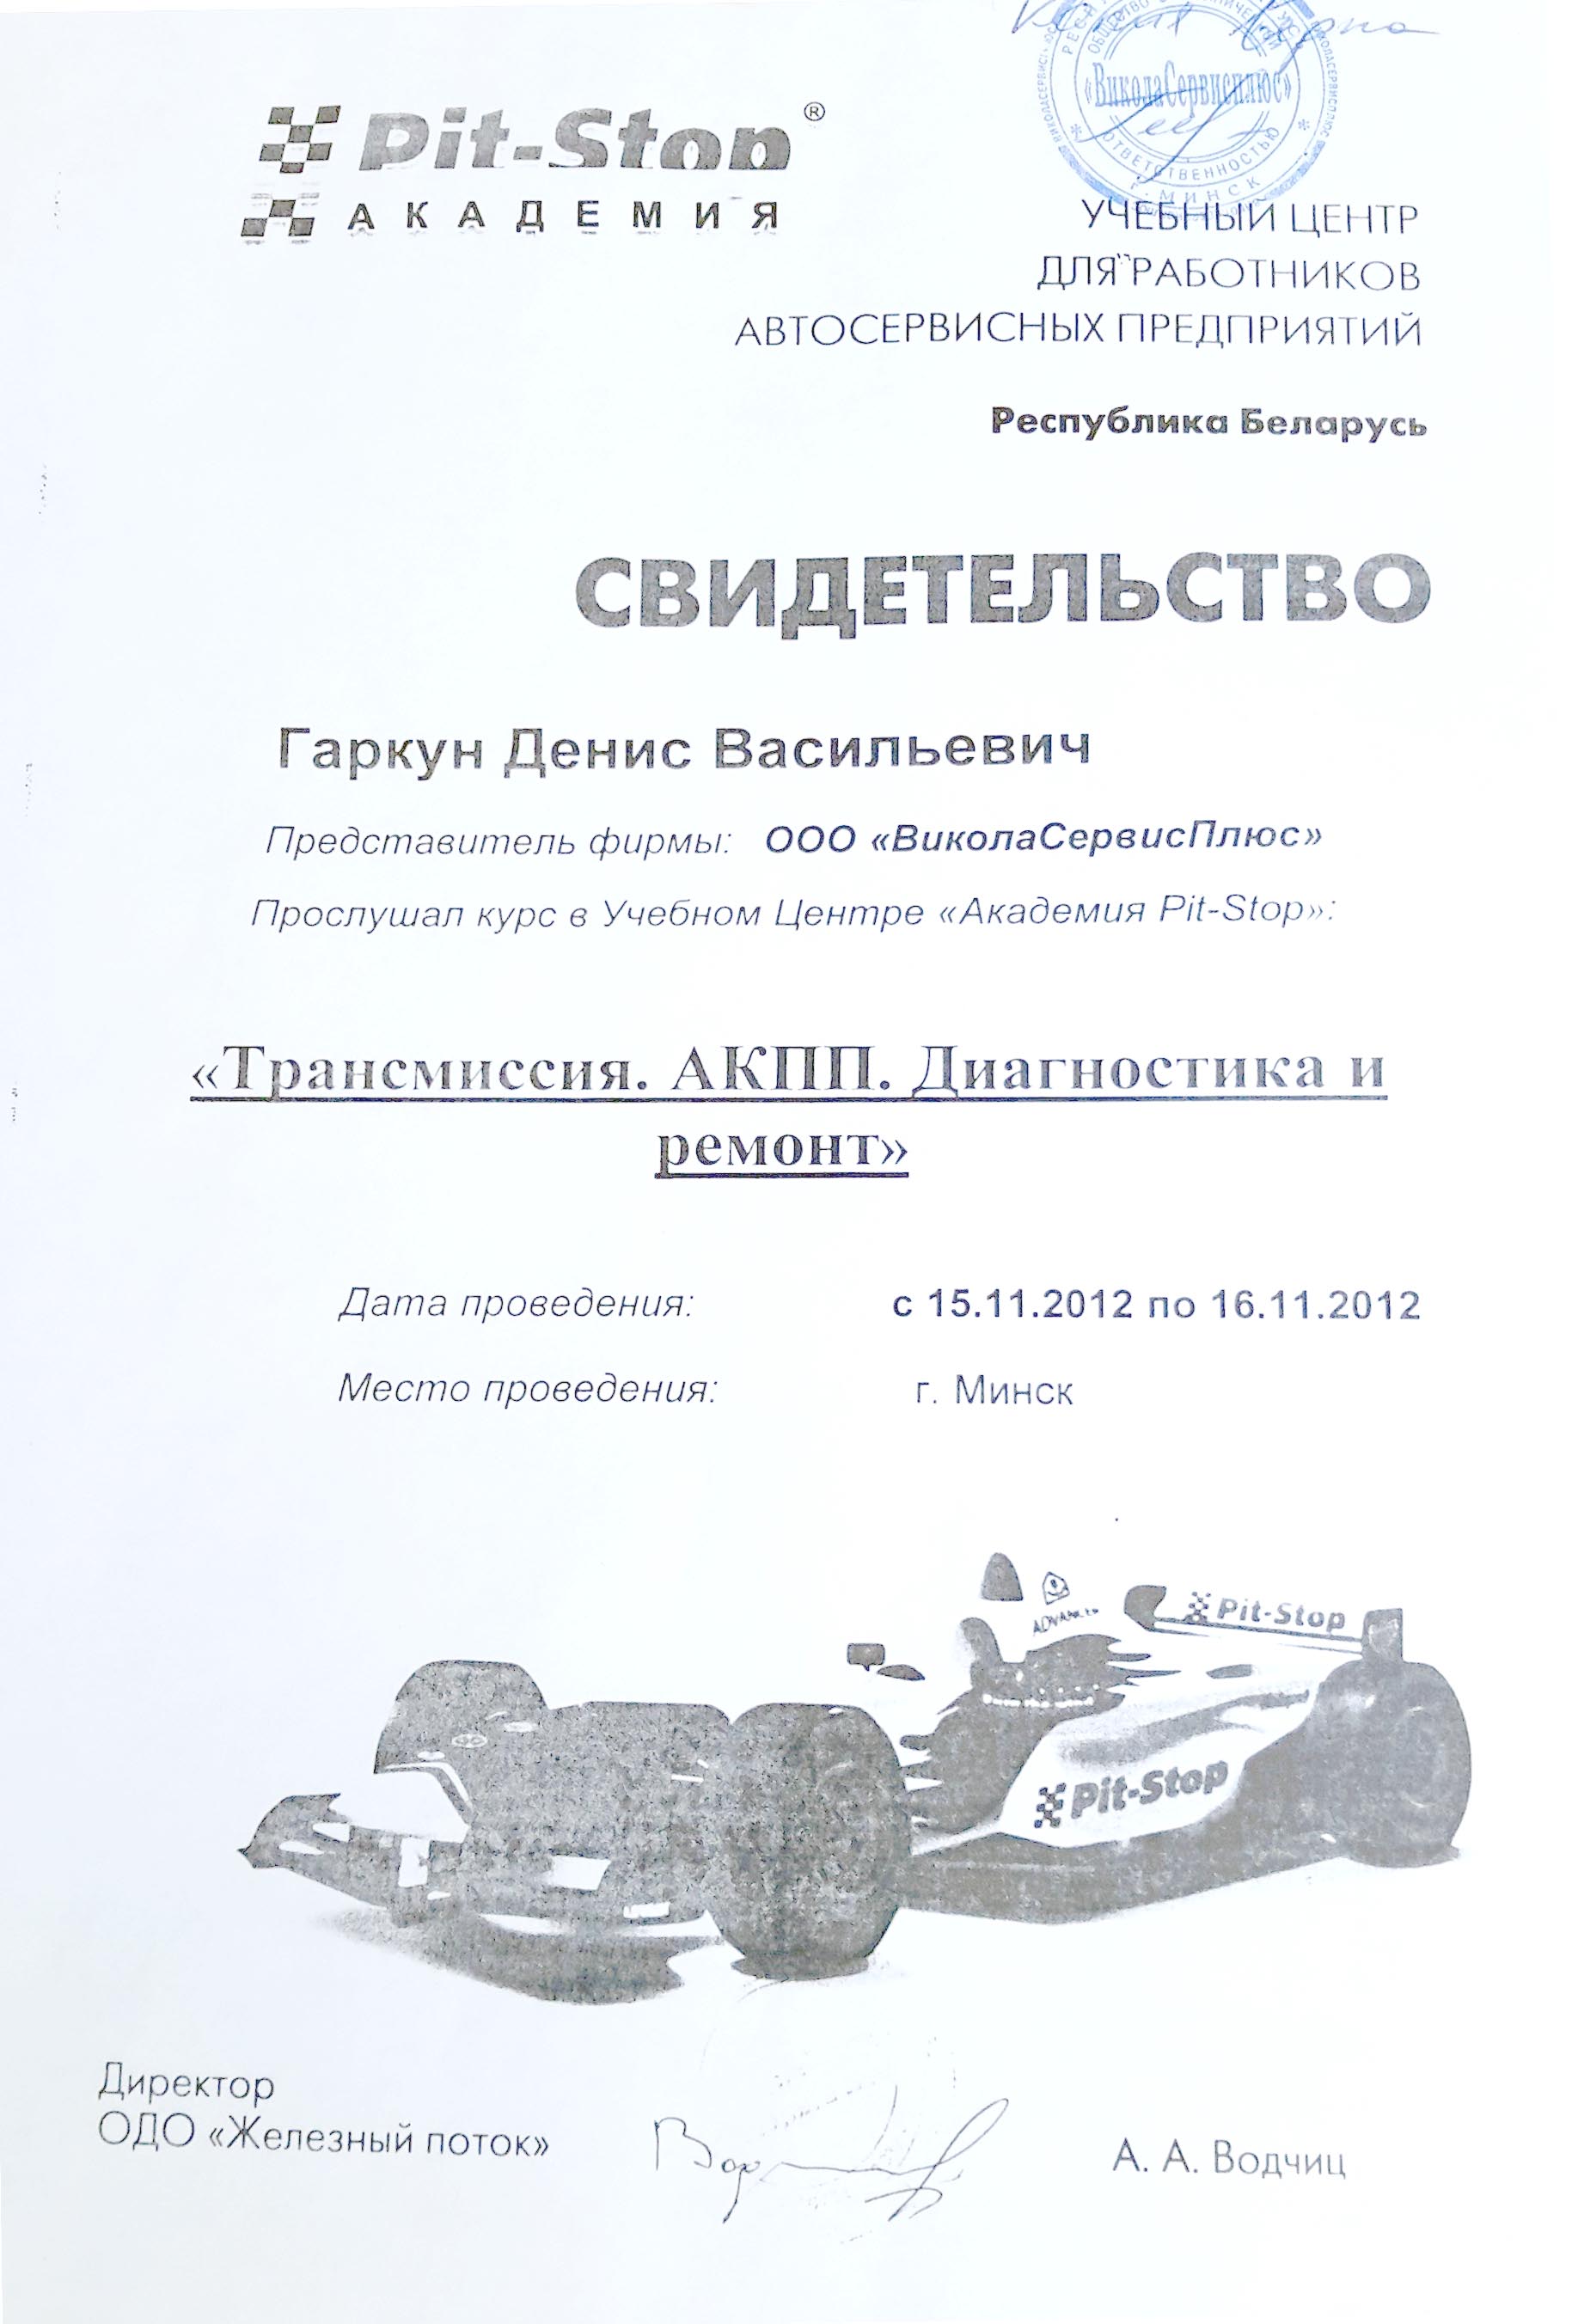 Копия верна
«ВиколаСервисплюс»
ОТВЕТСТВЕННОСТЬЮ
г. МИНСК
Pit-Stop®
АКАДЕМИЯ
УЧЕБНЫЙ ЦЕНТР
ДЛЯ РАБОТНИКОВ
АВТОСЕРВИСНЫХ ПРЕДПРИЯТИЙ
Республика Беларусь
СВИДЕТЕЛЬСТВО
Гаркун Денис Васильевич
Представитель фирмы: ООО «ВиколаСервисПлюс»
Прослушал курс в Учебном Центре «Академия Pit-Stop»:
«Трансмиссия. АКПП. Диагностика и
ремонт»
Дата проведения: с 15.11.2012 по 16.11.2012
Место проведения: г. Минск
Pit-Stop
Pit-Stop
Директор
ОДО «Железный поток»
А. А. Водчиц